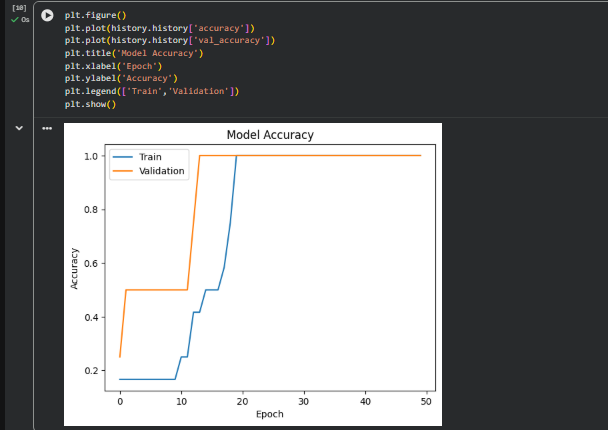 [10]
0s
plt.figure()
plt.plot(history.history['accuracy'])
plt.plot(history.history['val_accuracy'])
plt.title('Model Accuracy')
plt.xlabel('Epoch')
plt.ylabel('Accuracy')
plt.legend(['Train','Validation'])
plt.show()
Model Accuracy
Train
Validation
1.0
0.8
0.6
0.4
0.2
Accuracy
0 10 20 30 40 50
Epoch